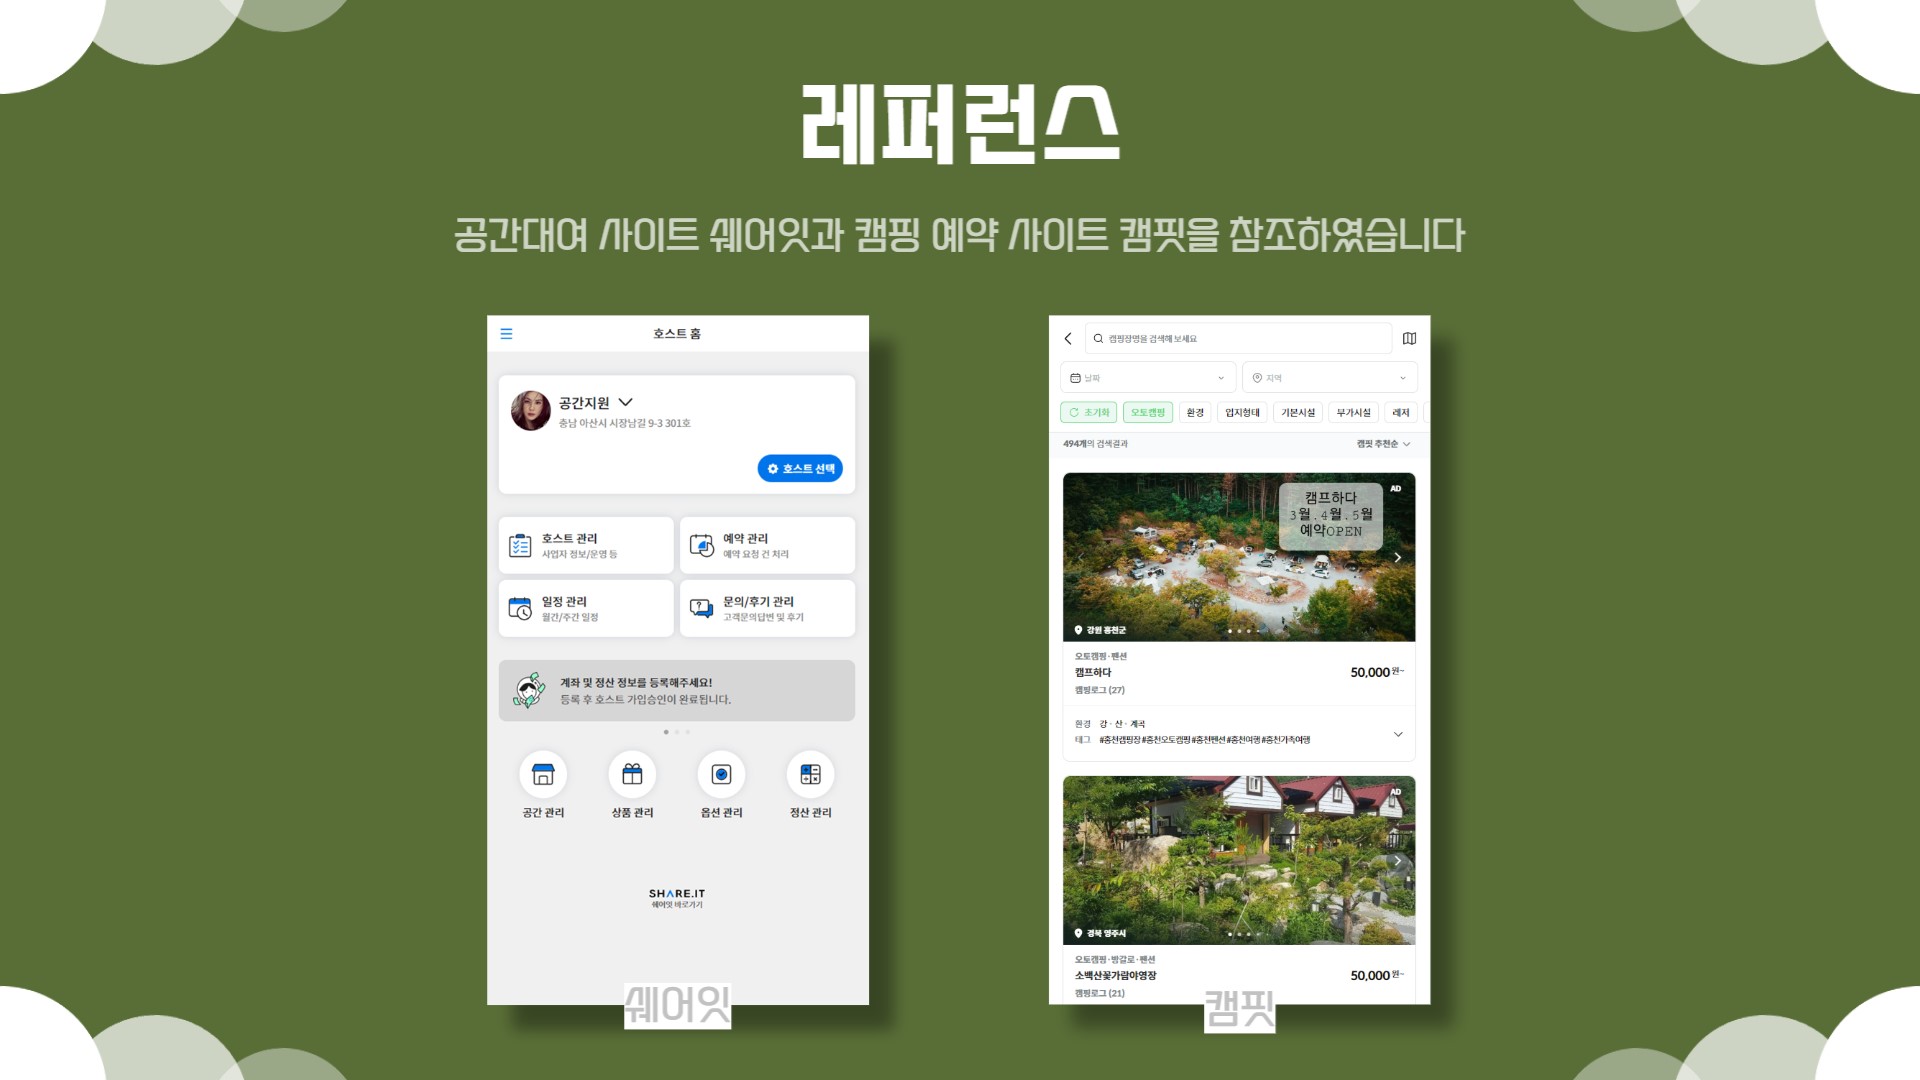 레퍼런스
공간대여 사이트 쉐어잇과 캠핑 예약 사이트 캠핏을 참조하였습니다
호스트 홈
공간지원
충남 아산시 시장남길 9-3 301호
호스트 선택
호스트 관리
사업자 정보/운영 등
예약 관리
예약 요청 건 처리
일정 관리
월간/주간 일정
문의/후기 관리
고객문의답변 및 후기
계좌 및 정산 정보를 등록해주세요!
등록 후 호스트 가입승인이 완료됩니다.
공간 관리
상품 관리
옵션 관리
정산 관리
SHARE.IT
쉐어잇 바로가기
쉐어잇
캠핑장명을 검색해 보세요
날짜
지역
초기화
오토캠핑
환경
입지형태
기본시설
부가시설
레저
494개의 검색결과
캠핏 추천순
AD
캠프하다
3월.4월.5월
예약OPEN
강원 홍천군
오토캠핑·펜션
캠프하다
50,000원~
캠핑로그 (27)
환경 강 · 산 · 계곡
태그 #홍천캠핑장#홍천오토캠핑#홍천펜션#홍천여행#홍천가족여행
AD
경북 영주시
오토캠핑·방갈로·펜션
소백산꽃가람야영장
50,000원~
캠핑로그 (21)
캠핏